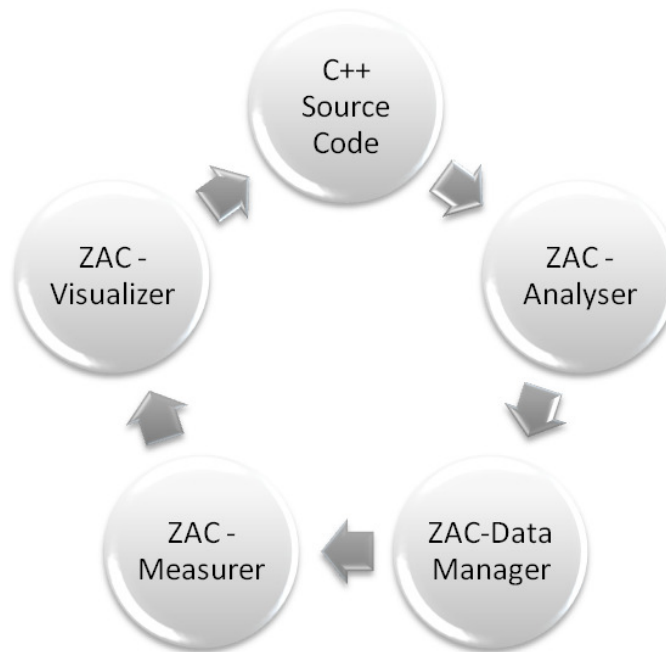 C++
Source
Code
ZAC -
Analyser
ZAC-Data
Manager
ZAC -
Measurer
ZAC -
Visualizer